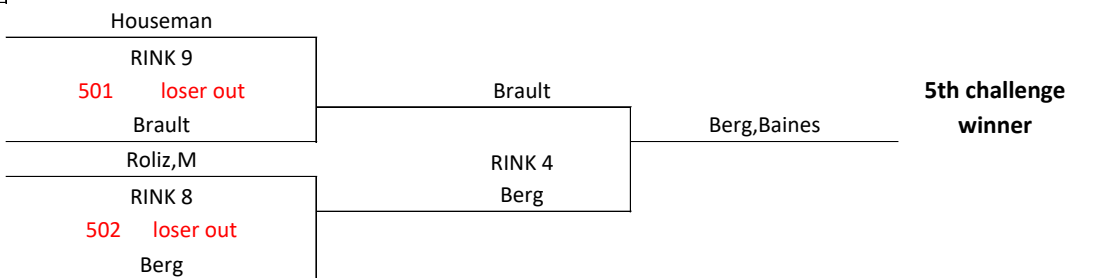 Houseman
RINK 9
501 loser out
Brault
5th challenge
Brault
Berg,Baines
winner
Roliz,M
RINK 4
RINK 8
Berg
502 loser out
Berg